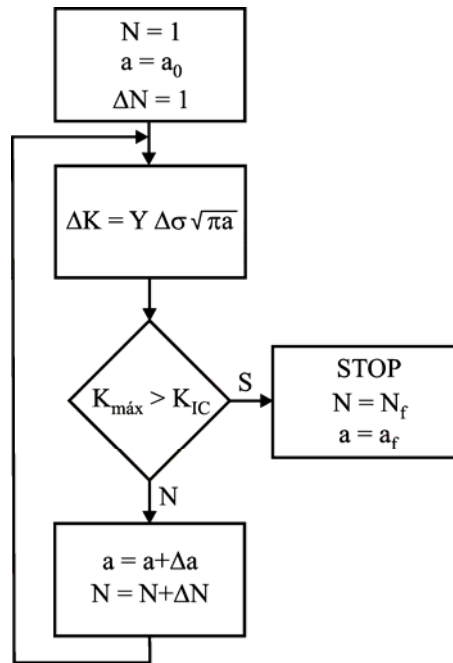 N = 1
a = a₀
ΔN = 1
ΔK = Y Δσ√πa
Kmáx > KIC
S
STOP
N = Nf
a = af
N
a = a+Δa
N = N+ΔN